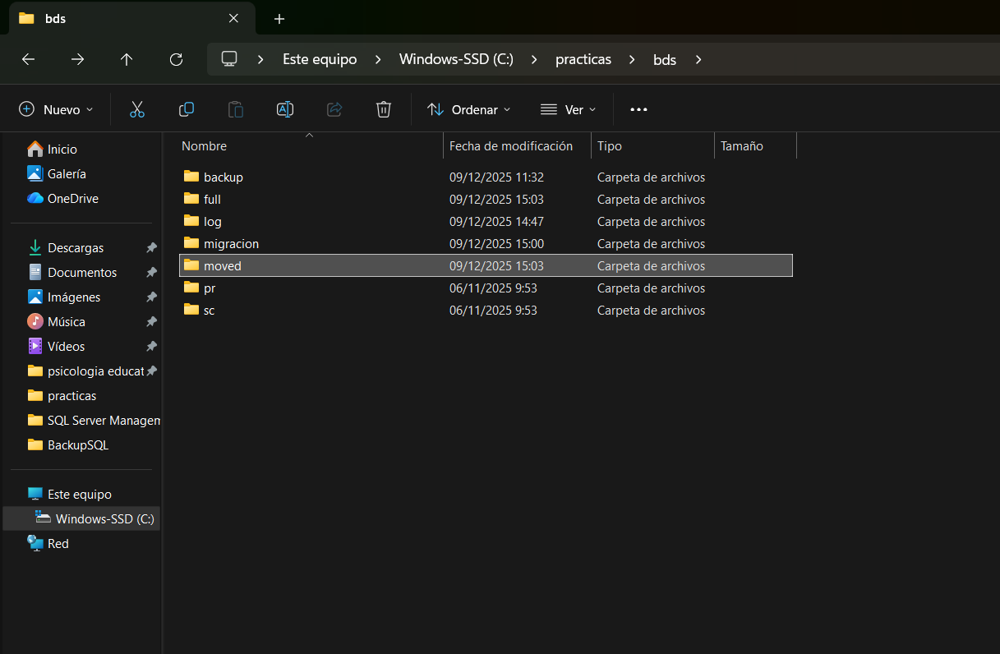 bds
Este equipo Windows-SSD (C:) practicas bds
Nuevo Ordenar Ver
Nombre Fecha de modificación Tipo Tamaño
backup 09/12/2025 11:32 Carpeta de archivos
full 09/12/2025 15:03 Carpeta de archivos
log 09/12/2025 14:47 Carpeta de archivos
migracion 09/12/2025 15:00 Carpeta de archivos
moved 09/12/2025 15:03 Carpeta de archivos
pr 06/11/2025 9:53 Carpeta de archivos
sc 06/11/2025 9:53 Carpeta de archivos
Inicio
Galería
OneDrive
Descargas
Documentos
Imágenes
Música
Vídeos
psicologia educat
practicas
SQL Server Managem
BackupSQL
Este equipo
Windows-SSD (C:)
Red